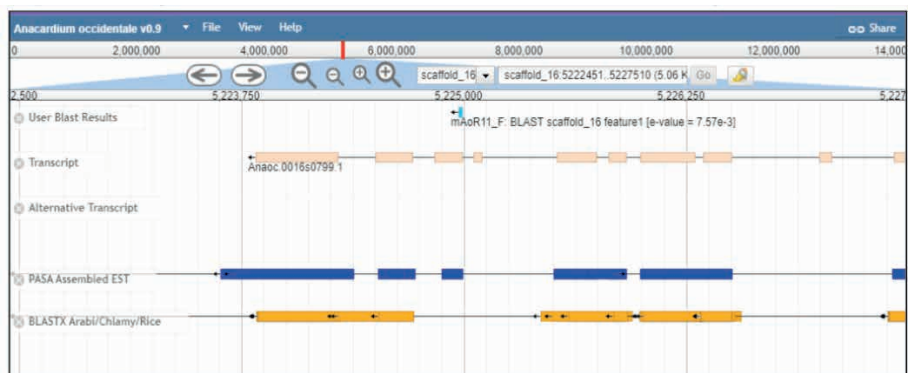 Anacardium occidentale v0.9 File View Help Share
0 2,000,000 4,000,000 6,000,000 8,000,000 10,000,000 12,000,000 14,000
scaffold_16 scaffold_16:5222451..5227510 (5.06 K Go
2,500 5,223,750 5,225,000 5,226,250 5,227
User Blast Results
mAoR11_F: BLAST scaffold_16 feature1 [e-value = 7.57e-3]
Transcript
Anaoc.0016s0799.1
Alternative Transcript
PASA Assembled EST
BLASTX Arabi/Chlamy/Rice